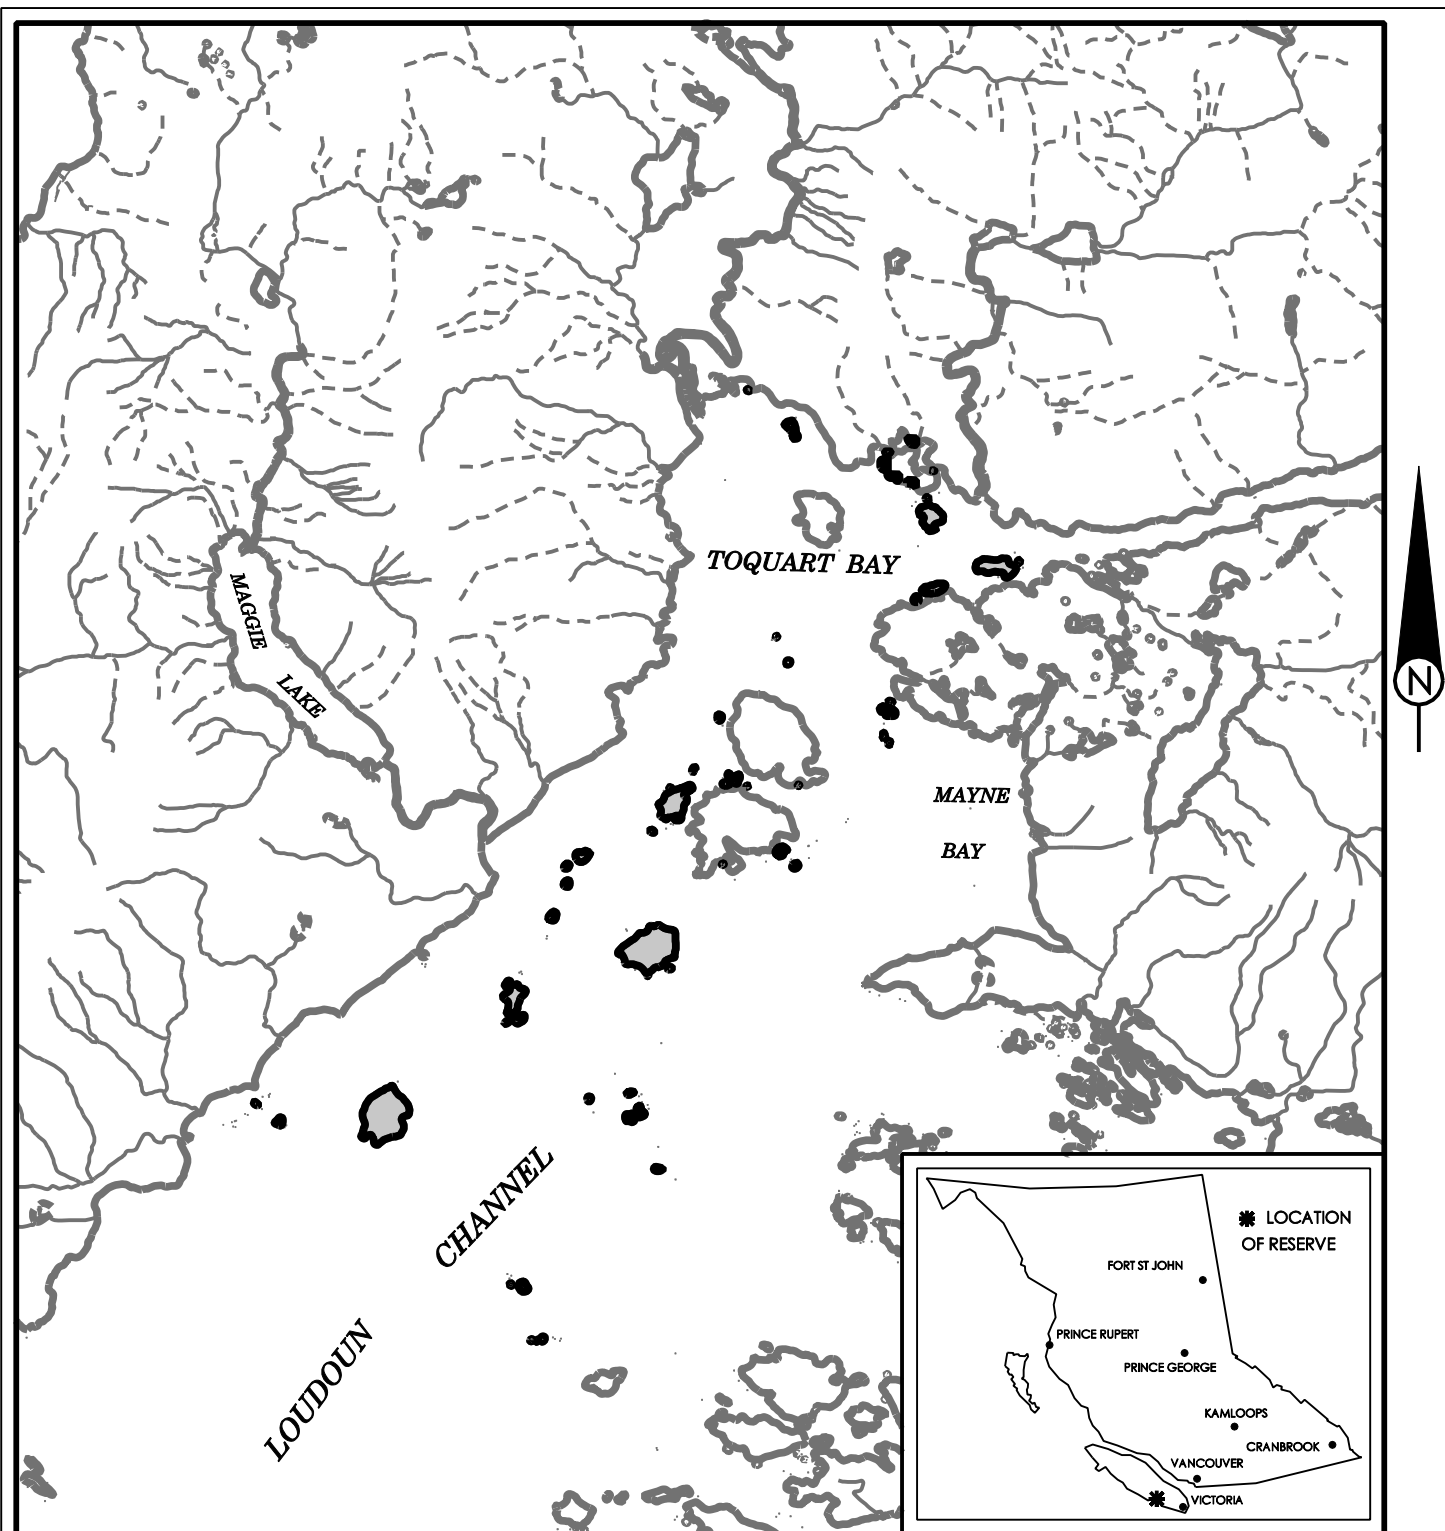 TOQUART BAY
MAGGIE
LAKE
N
MAYNE
BAY
CHANNEL
LOUDOUN
LOCATION
OF RESERVE
FORT ST JOHN
PRINCE RUPERT
PRINCE GEORGE
KAMLOOPS
CRANBROOK
VANCOUVER
VICTORIA